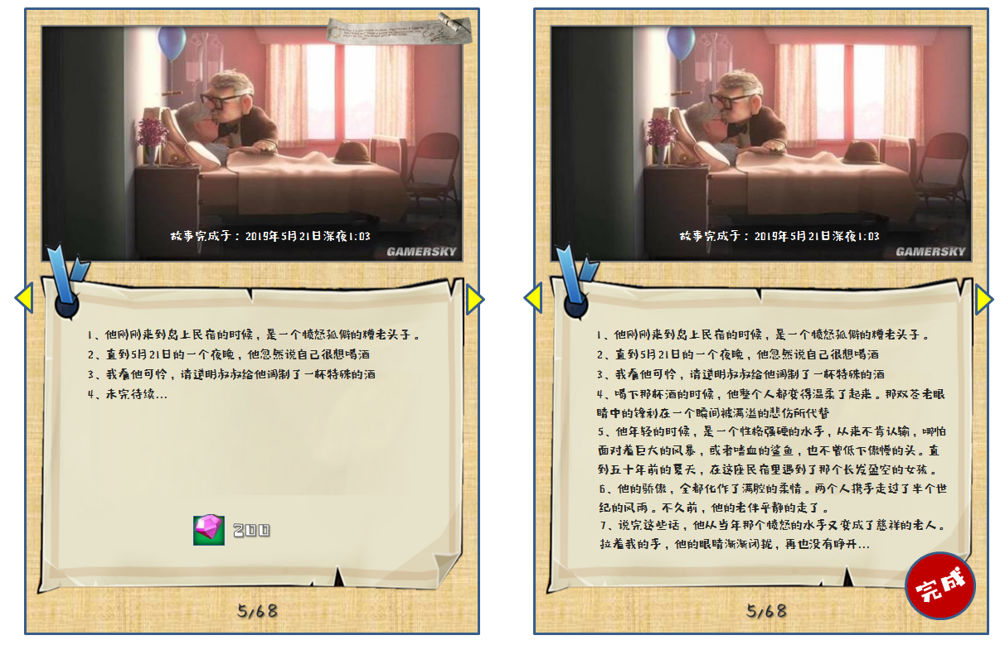 故事完成于：2019年5月21日深夜1:03
GAMERSKY
1、他刚刚来到岛上民宿的时候，是一个愤怒孤僻的糟老头子。
2、直到5月21日的一个夜晚，他忽然说自己很想喝酒
3、我看他可怜，请道明叔叔给他调制了一杯特殊的酒
4、未完待续...
200
5/68
故事完成于：2019年5月21日深夜1:03
GAMERSKY
1、他刚刚来到岛上民宿的时候，是一个愤怒孤僻的糟老头子。
2、直到5月21日的一个夜晚，他忽然说自己很想喝酒
3、我看他可怜，请道明叔叔给他调制了一杯特殊的酒
4、喝下那杯酒的时候，他整个人都变得温柔了起来。那双苍老眼
睛中的锋利在一个瞬间被满溢的悲伤所代替
5、他年轻的时候，是一个性格强硬的水手，从来不肯认输，哪怕
面对着巨大的风暴，或者嗜血的鲨鱼，也不曾低下傲慢的头。直
到五十年前的夏天，在这座民宿里遇到了那个长发盈空的女孩。
6、他的骄傲，全都化作了满腔的柔情。两个人携手走过了半个世
纪的风雨。不久前，他的老伴平静的走了。
7、说完这些话，他从当年那个愤怒的水手又变成了慈祥的老人。
拉着我的手，他的眼睛渐渐闭拢，再也没有睁开...
完成
5/68